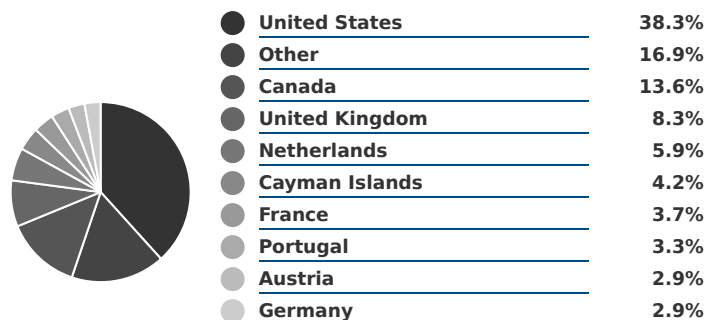 United States 38.3%
Other 16.9%
Canada 13.6%
United Kingdom 8.3%
Netherlands 5.9%
Cayman Islands 4.2%
France 3.7%
Portugal 3.3%
Austria 2.9%
Germany 2.9%